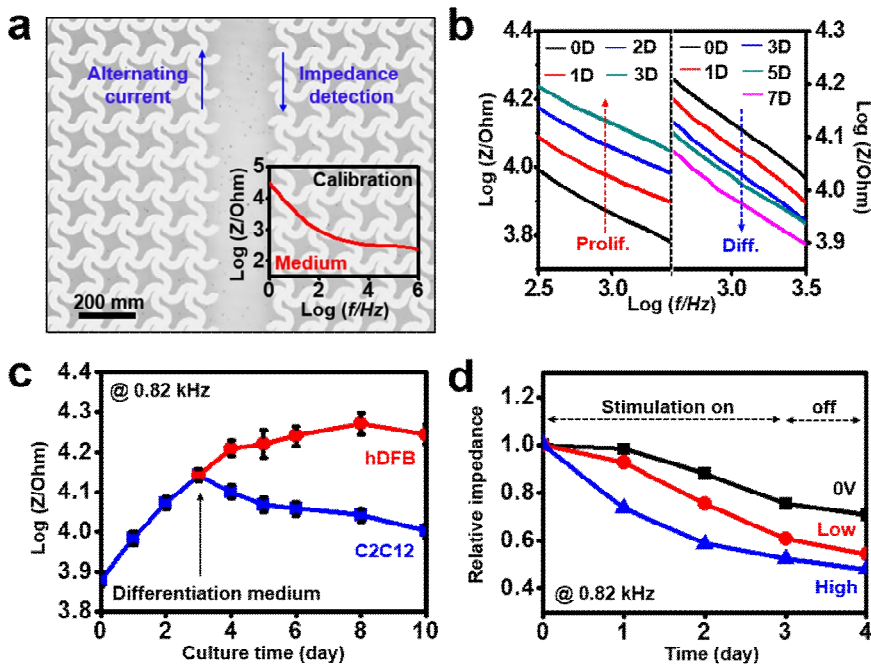 a
Alternating
current
Impedance
detection
Calibration
Log (Z/Ohm)
5
4
3
2
Medium
0 2 4 6
Log (f/Hz)
200 mm
b
0D 2D
1D 3D
0D 3D
1D 5D
7D
Log (Z/Ohm)
4.4
4.2
4.0
3.8
4.3
4.2
4.1
4.0
3.9
Log (Z/Ohm)
Prolif.
Diff.
2.5 3.0 3.0 3.5
Log (f/Hz)
c
@ 0.82 kHz
Log (Z/Ohm)
4.4
4.3
4.2
4.1
4.0
3.9
3.8
hDFB
C2C12
Differentiation medium
0 2 4 6 8 10
Culture time (day)
d
Relative impedance
1.2
1.0
0.8
0.6
0.4
Stimulation on
off
0V
Low
High
@ 0.82 kHz
0 1 2 3 4
Time (day)